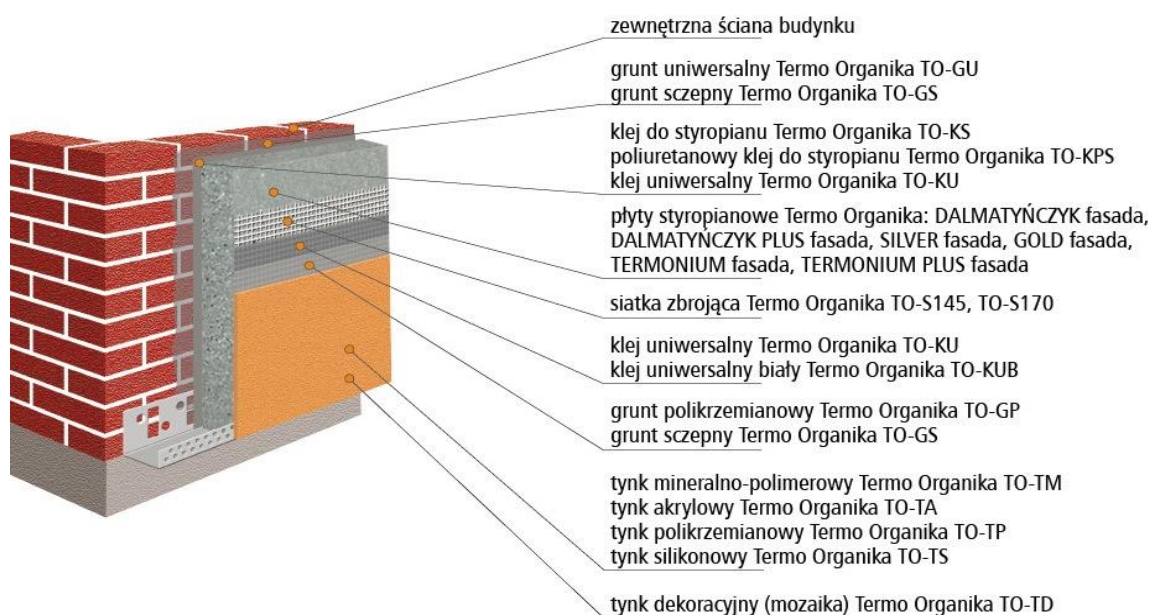 zewnętrzna ściana budynku
grunt uniwersalny Termo Organika TO-GU
grunt sczepny Termo Organika TO-GS
klej do styropianu Termo Organika TO-KS
poliuretanowy klej do styropianu Termo Organika TO-KPS
klej uniwersalny Termo Organika TO-KU
płyty styropianowe Termo Organika: DALMATYŃCZYK fasada,
DALMATYŃCZYK PLUS fasada, SILVER fasada, GOLD fasada,
TERMONIUM fasada, TERMONIUM PLUS fasada
siatka zbrojąca Termo Organika TO-S145, TO-S170
klej uniwersalny Termo Organika TO-KU
klej uniwersalny biały Termo Organika TO-KUB
grunt polikrzemianowy Termo Organika TO-GP
grunt sczepny Termo Organika TO-GS
tynk mineralno-polimerowy Termo Organika TO-TM
tynk akrylowy Termo Organika TO-TA
tynk polikrzemianowy Termo Organika TO-TP
tynk silikonowy Termo Organika TO-TS
tynk dekoracyjny (mozaika) Termo Organika TO-TD